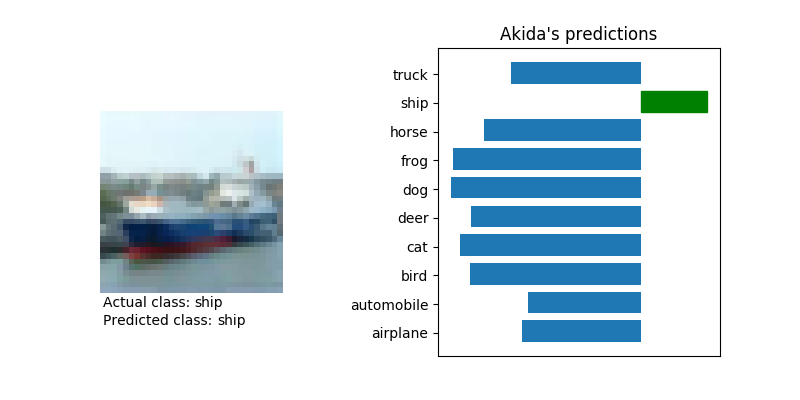 Akida's predictions
truck
ship
horse
frog
dog
deer
cat
bird
automobile
airplane
Actual class: ship
Predicted class: ship